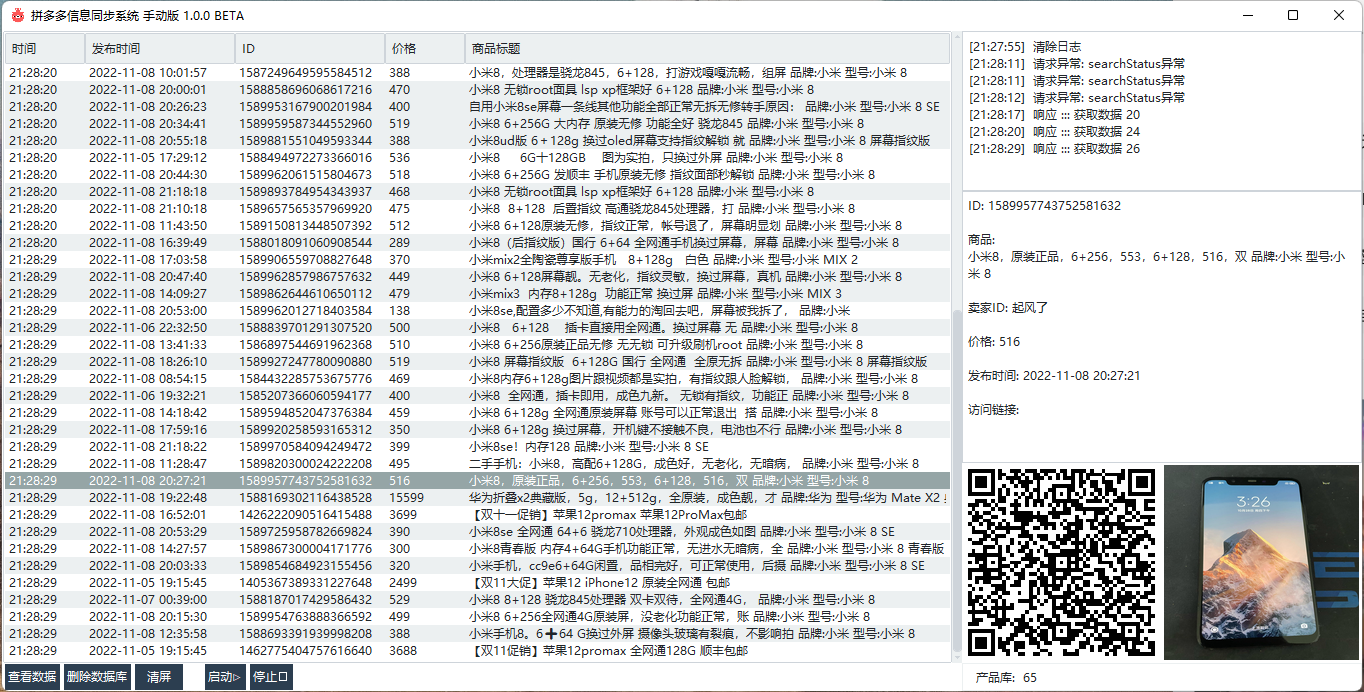 拼多多信息同步系统 手动版 1.0.0 BETA
时间 发布时间 ID 价格 商品标题
21:28:20 2022-11-08 10:01:57 1587249649595584512 388 小米8，处理器是骁龙845，6+128，打游戏嘎嘎流畅，组屏 品牌:小米 型号:小米 8
21:28:20 2022-11-08 20:00:01 1588858696068617216 470 小米8 无锁root面具 lsp xp框架好 6+128 品牌:小米 型号:小米 8
21:28:20 2022-11-08 20:26:23 1589953167900201984 400 自用小米8se屏幕一条线其他功能全部正常无拆无修转手原因： 品牌:小米 型号:小米 8 SE
21:28:20 2022-11-08 20:34:41 1589959587344552960 519 小米8 6+256G 大内存 原装无修 功能全好 骁龙845 品牌:小米 型号:小米 8
21:28:20 2022-11-08 20:55:18 1589881551049593344 388 小米8ud版 6＋128g 换过oled屏幕支持指纹解锁 就 品牌:小米 型号:小米 8 屏幕指纹版
21:28:20 2022-11-05 17:29:12 1588494972273366016 536 小米8 6G十128GB 图为实拍，只换过外屏 品牌:小米 型号:小米 8
21:28:20 2022-11-08 20:44:30 1589962061515804673 518 小米8 6+256G 发顺丰 手机原装无修 指纹面部秒解锁 品牌:小米 型号:小米 8
21:28:20 2022-11-08 21:18:18 1589893784954343937 468 小米8 无锁root面具 lsp xp框架好 6+128 品牌:小米 型号:小米 8
21:28:20 2022-11-08 21:10:18 1589657565357969920 475 小米8 8+128 后置指纹 高通骁龙845处理器，打 品牌:小米 型号:小米 8
21:28:20 2022-11-08 11:43:50 1589150813448507392 512 小米8 6+128原装无修，指纹正常，帐号退了，屏幕明显划 品牌:小米 型号:小米 8
21:28:20 2022-11-08 16:39:49 1588018091060908544 289 小米8（后指纹版）国行 6+64 全网通手机换过屏幕，屏幕 品牌:小米 型号:小米 8
21:28:29 2022-11-08 17:03:58 1589906559708827648 370 小米mix2全陶瓷尊享版手机 8+128g 白色 品牌:小米 型号:小米 MIX 2
21:28:29 2022-11-08 20:47:40 1589962857986757632 449 小米8 6+128屏幕靓。无老化，指纹灵敏，换过屏幕，真机 品牌:小米 型号:小米 8
21:28:29 2022-11-08 14:09:27 1589862644610650112 479 小米mix3 内存8+128g 功能正常 换过屏 品牌:小米 型号:小米 MIX 3
21:28:29 2022-11-08 20:53:00 1589962012718403584 138 小米8se,配置多少不知道,有能力的淘回去吧，屏幕被我拆了， 品牌:小米
21:28:29 2022-11-06 22:32:50 1588839701291307520 500 小米8 6+128 插卡直接用全网通。换过屏幕 无 品牌:小米 型号:小米 8
21:28:29 2022-11-08 13:41:33 1586897544691962368 510 小米8 6+256原装正品无修 无无锁 可升级刷机root 品牌:小米 型号:小米 8
21:28:29 2022-11-08 18:26:10 1589927247780090880 519 小米8 屏幕指纹版 6+128G 国行 全网通 全原无拆 品牌:小米 型号:小米 8 屏幕指纹版
21:28:29 2022-11-08 08:54:15 1584432285753675776 469 小米8内存6+128g图片跟视频都是实拍，有指纹跟人脸解锁， 品牌:小米 型号:小米 8
21:28:29 2022-11-06 19:32:21 1585207366060594177 400 小米8 全网通，插卡即用，成色九新。 无锁有指纹，功能正 品牌:小米 型号:小米 8
21:28:29 2022-11-08 14:18:42 1589594852047376384 459 小米8 6+128g 全网通原装屏幕 账号可以正常退出 搭 品牌:小米 型号:小米 8
21:28:29 2022-11-08 17:59:16 1589920258593165312 350 小米8 6+128g 换过屏幕，开机键不接触不良，电池也不行 品牌:小米 型号:小米 8
21:28:29 2022-11-08 21:18:22 1589970584094249472 399 小米8se！内存128 品牌:小米 型号:小米 8 SE
21:28:29 2022-11-08 11:28:47 1589820300024222208 495 二手手机：小米8，高配6+128G，成色好，无老化，无暗病， 品牌:小米 型号:小米 8
21:28:29 2022-11-08 20:27:21 1589957743752581632 516 小米8，原装正品，6+256，553，6+128，516，双 品牌:小米 型号:小米 8
21:28:29 2022-11-08 19:22:48 1588169302116438528 15599 华为折叠x2典藏版，5g，12+512g，全原装，成色靓，才 品牌:华为 型号:华为 Mate X2
21:28:29 2022-11-08 16:52:01 1426222090516415488 3699 【双十一促销】苹果12promax 苹果12ProMax包邮
21:28:29 2022-11-08 20:53:29 1589725958782669824 390 小米8se 全网通 64+6 骁龙710处理器，外观成色如图 品牌:小米 型号:小米 8 SE
21:28:29 2022-11-08 14:27:57 1589867300004171776 300 小米8青春版 内存4+64G手机功能正常，无进水无暗病，全 品牌:小米 型号:小米 8 青春版
21:28:29 2022-11-08 20:03:33 1589854684923155456 320 小米手机，cc9e6+64G闲置，品相完好，可正常使用，后摄 品牌:小米 型号:小米 8 SE
21:28:29 2022-11-05 19:15:45 1405367389331227648 2499 【双11大促】苹果12 iPhone12 原装全网通 包邮
21:28:29 2022-11-07 00:39:00 1588187017429586432 529 小米8 8+128 骁龙845处理器 双卡双待，全网通4G， 品牌:小米 型号:小米 8
21:28:29 2022-11-08 20:15:30 1589954763888366592 499 小米8 6+256全网通4G原装屏，没老化功能正常，账 品牌:小米 型号:小米 8
21:28:29 2022-11-08 12:35:58 1588693391939998208 388 小米手机8。6➕64 G换过外屏 摄像头玻璃有裂痕，不影响拍 品牌:小米 型号:小米 8
21:28:29 2022-11-05 19:15:45 1462775404757616640 3688 【双11促销】苹果12promax 全网通128G 顺丰包邮
查看数据 删除数据库 清屏 启动▷ 停止□
[21:27:55] 清除日志
[21:28:11] 请求异常: searchStatus异常
[21:28:11] 请求异常: searchStatus异常
[21:28:12] 请求异常: searchStatus异常
[21:28:17] 响应 ::: 获取数据 20
[21:28:20] 响应 ::: 获取数据 24
[21:28:29] 响应 ::: 获取数据 26
ID: 1589957743752581632
商品:
小米8，原装正品，6+256，553，6+128，516，双 品牌:小米 型号:小
米 8
卖家ID: 起风了
价格: 516
发布时间: 2022-11-08 20:27:21
访问链接:
3:26
产品库: 65